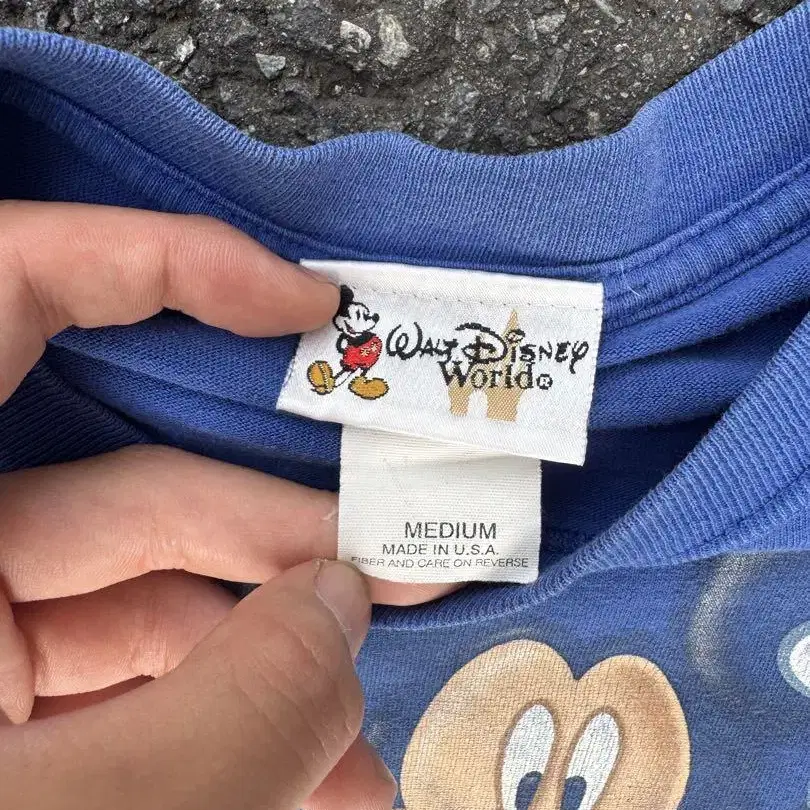 Walt Disney
World®
MEDIUM
MADE IN U.S.A.
FIBER AND CARE ON REVERSE